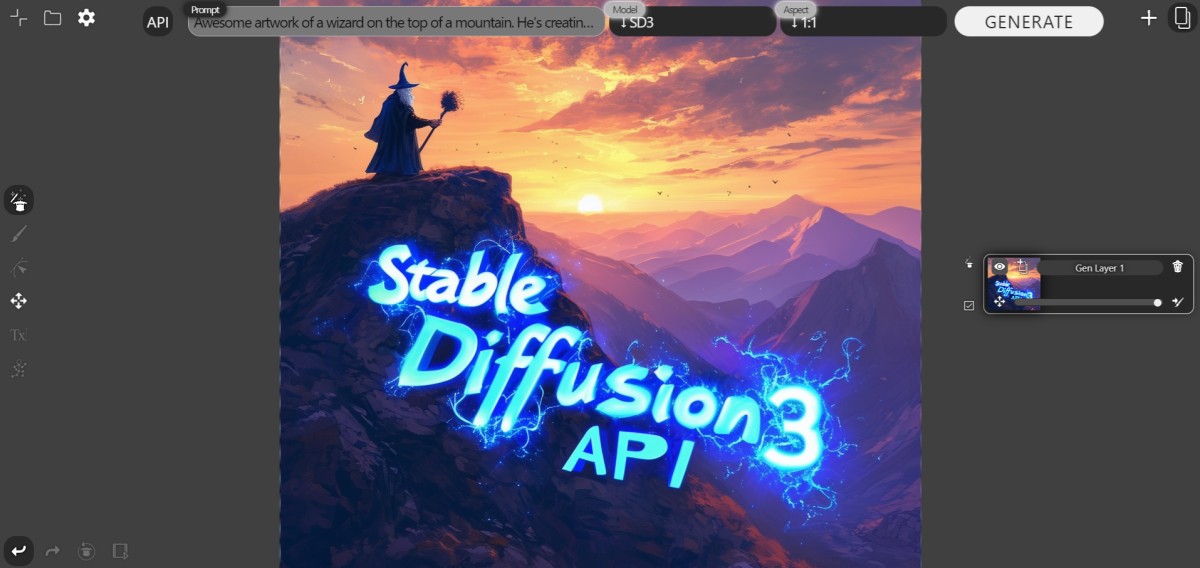 API
Prompt
Awesome artwork of a wizard on the top of a mountain. He's creatin...
Model
↓ SD3
Aspect
↓ 1:1
GENERATE
Stable
Diffusion 3
API
Gen Layer 1
Tx